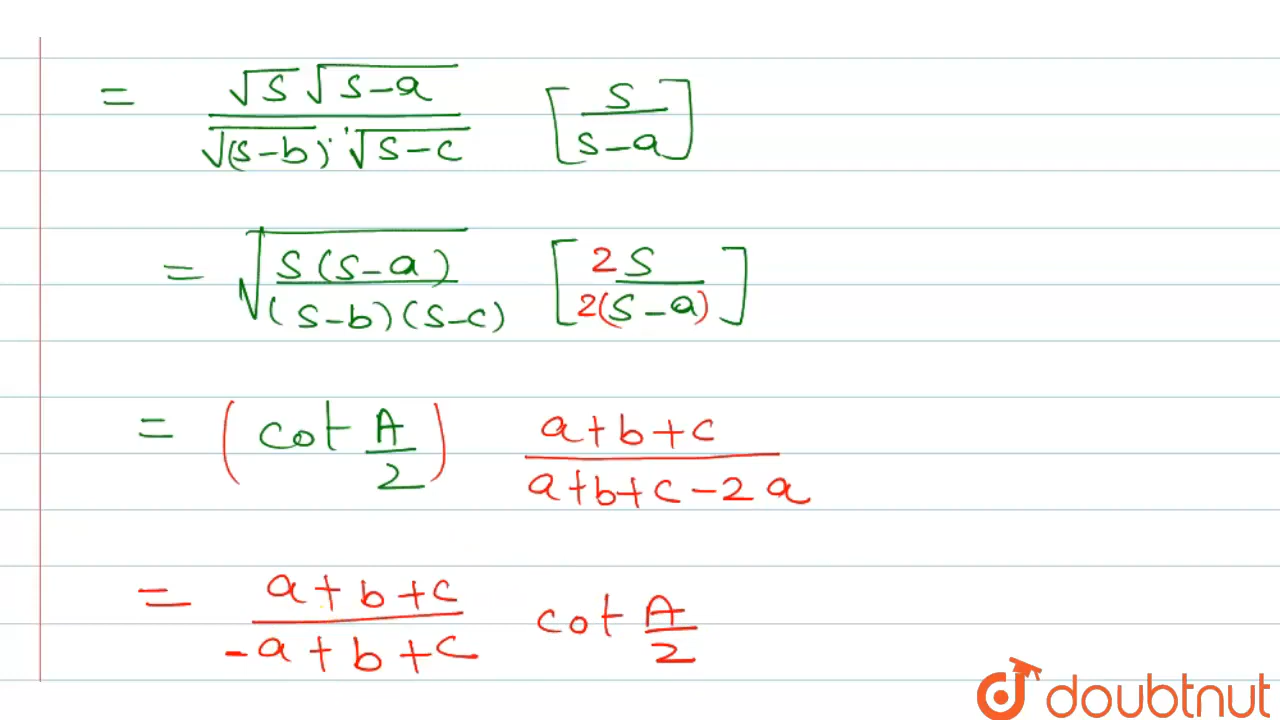 = √s √(s-a) / √(s-b) · √(s-c) [s / s-a]
= √(s(s-a) / (s-b)(s-c)) [2s / 2(s-a)]
= (cot A/2) a+b+c / a+b+c-2a
= a+b+c / -a+b+c cot A/2
doubtnut